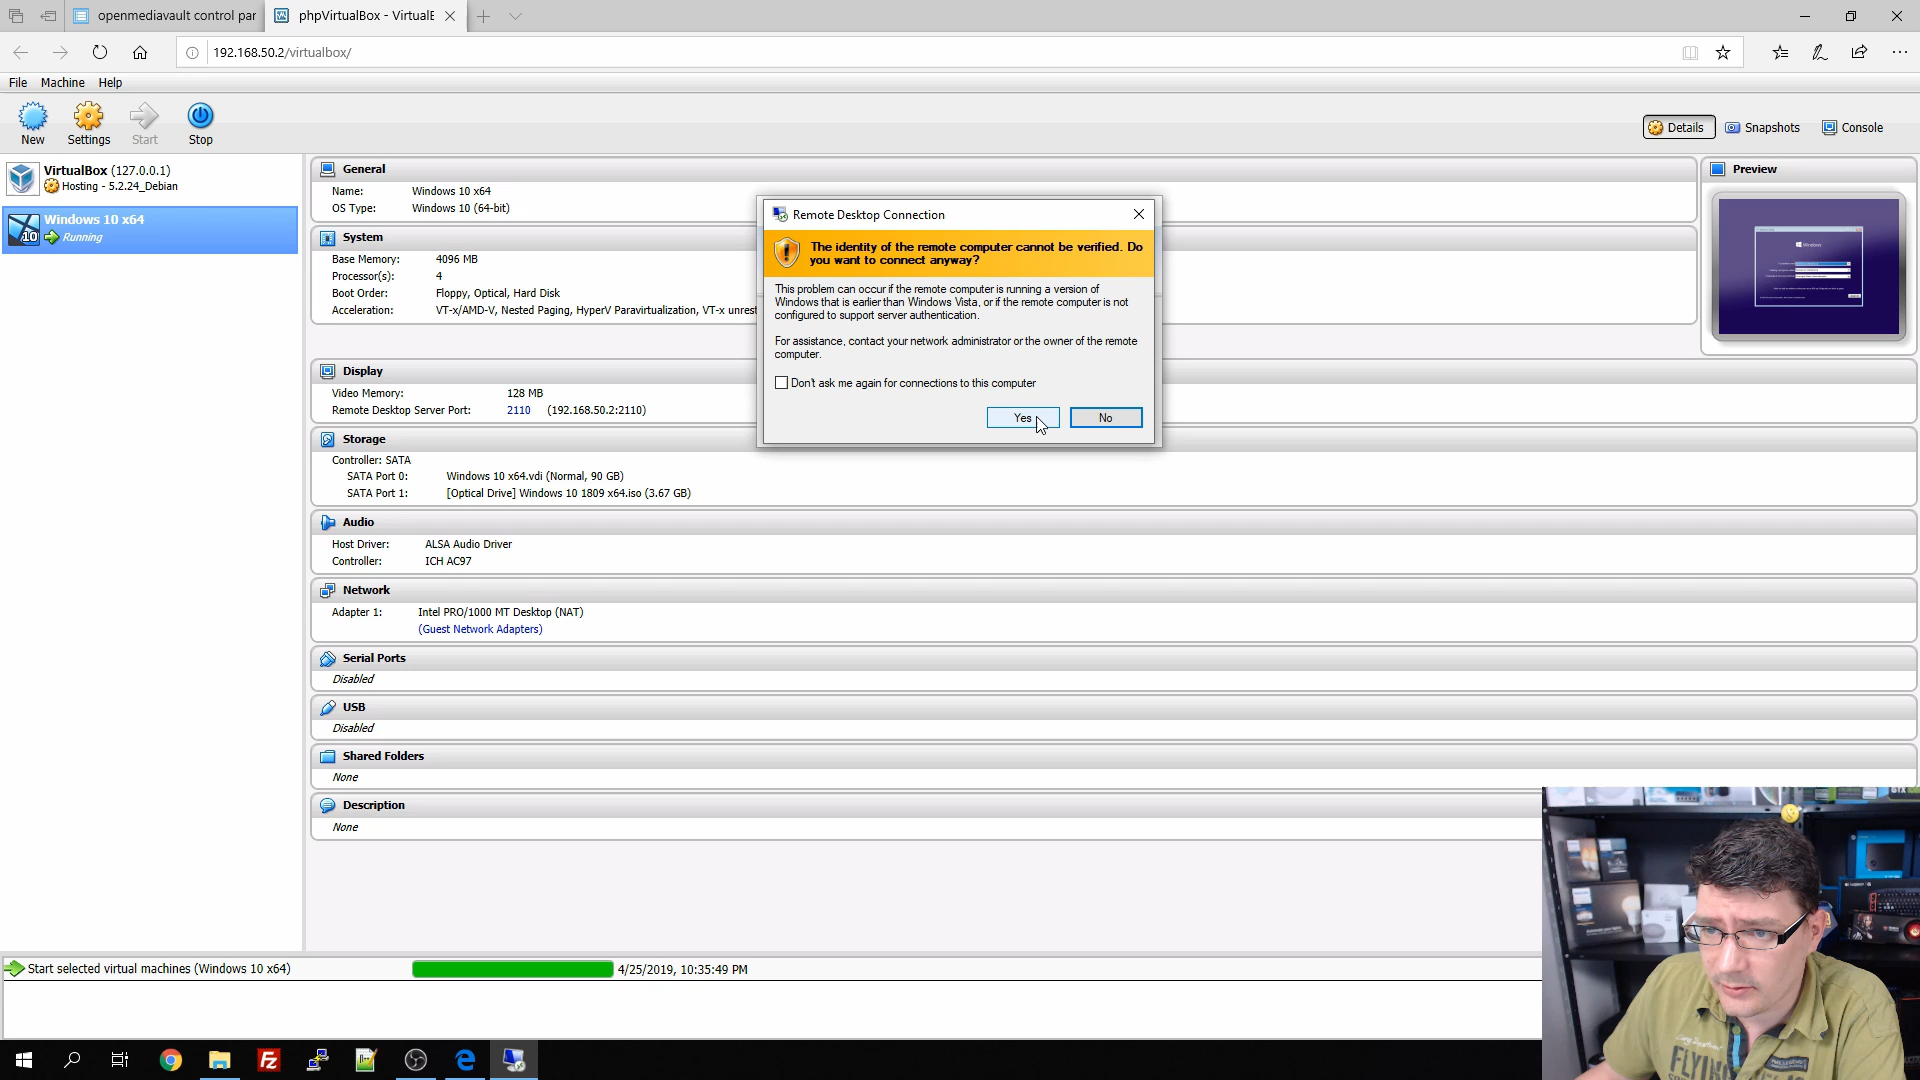 openmediavault control par
phpVirtualBox - VirtualE
192.168.50.2/virtualbox/
File Machine Help
New Settings Start Stop
Details Snapshots Console
VirtualBox (127.0.0.1)
Hosting - 5.2.24_Debian
Windows 10 x64
10 Running
General
Name: Windows 10 x64
OS Type: Windows 10 (64-bit)
System
Base Memory: 4096 MB
Processor(s): 4
Boot Order: Floppy, Optical, Hard Disk
Acceleration: VT-x/AMD-V, Nested Paging, HyperV Paravirtualization, VT-x unrest
Display
Video Memory: 128 MB
Remote Desktop Server Port: 2110 (192.168.50.2:2110)
Storage
Controller: SATA
SATA Port 0: Windows 10 x64.vdi (Normal, 90 GB)
SATA Port 1: [Optical Drive] Windows 10 1809 x64.iso (3.67 GB)
Audio
Host Driver: ALSA Audio Driver
Controller: ICH AC97
Network
Adapter 1: Intel PRO/1000 MT Desktop (NAT)
(Guest Network Adapters)
Serial Ports
Disabled
USB
Disabled
Shared Folders
None
Description
None
Preview
Windows
Remote Desktop Connection
The identity of the remote computer cannot be verified. Do
you want to connect anyway?
This problem can occur if the remote computer is running a version of
Windows that is earlier than Windows Vista, or if the remote computer is not
configured to support server authentication.
For assistance, contact your network administrator or the owner of the remote
computer.
Don't ask me again for connections to this computer
Yes No
Start selected virtual machines (Windows 10 x64) 4/25/2019, 10:35:49 PM
FLYIN